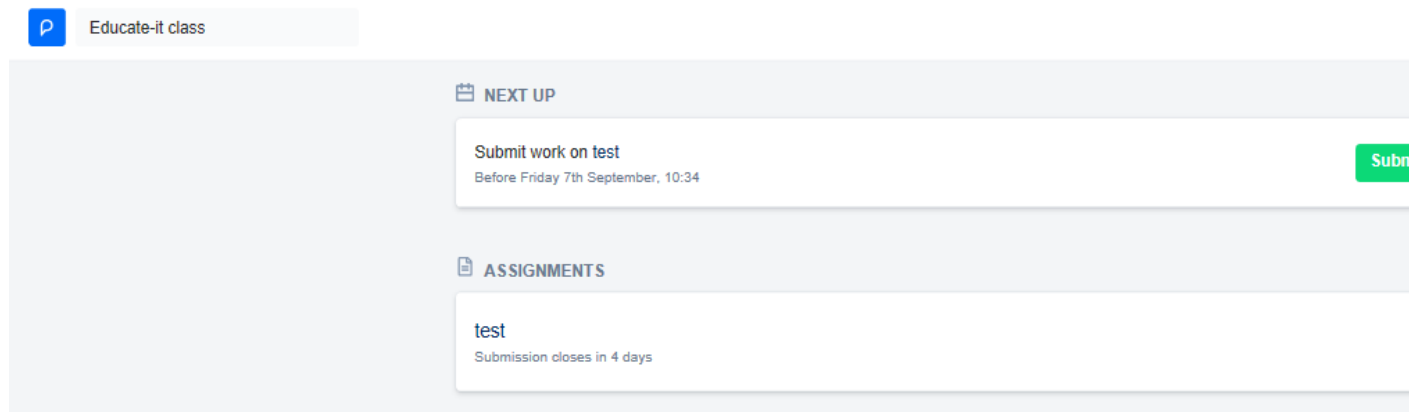 Educate-it class
NEXT UP
Submit work on test
Before Friday 7th September, 10:34
ASSIGNMENTS
test
Submission closes in 4 days